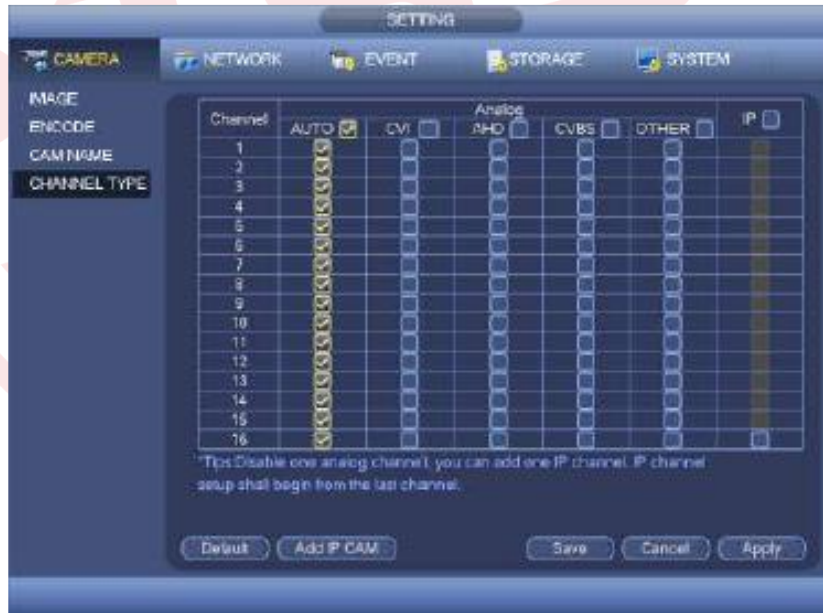 SETTING
CAMERA NETWORK EVENT STORAGE SYSTEM
IMAGE
ENCODE
CAM NAME
CHANNEL TYPE
Channel Analog IP
AUTO CVI AHD CVBS OTHER
1
2
3
4
5
6
7
8
9
10
11
12
13
14
15
16
*Tips:Disable one analog channel, you can add one IP channel. IP channel
setup shall begin from the last channel.
Default Add IP CAM Save Cancel Apply